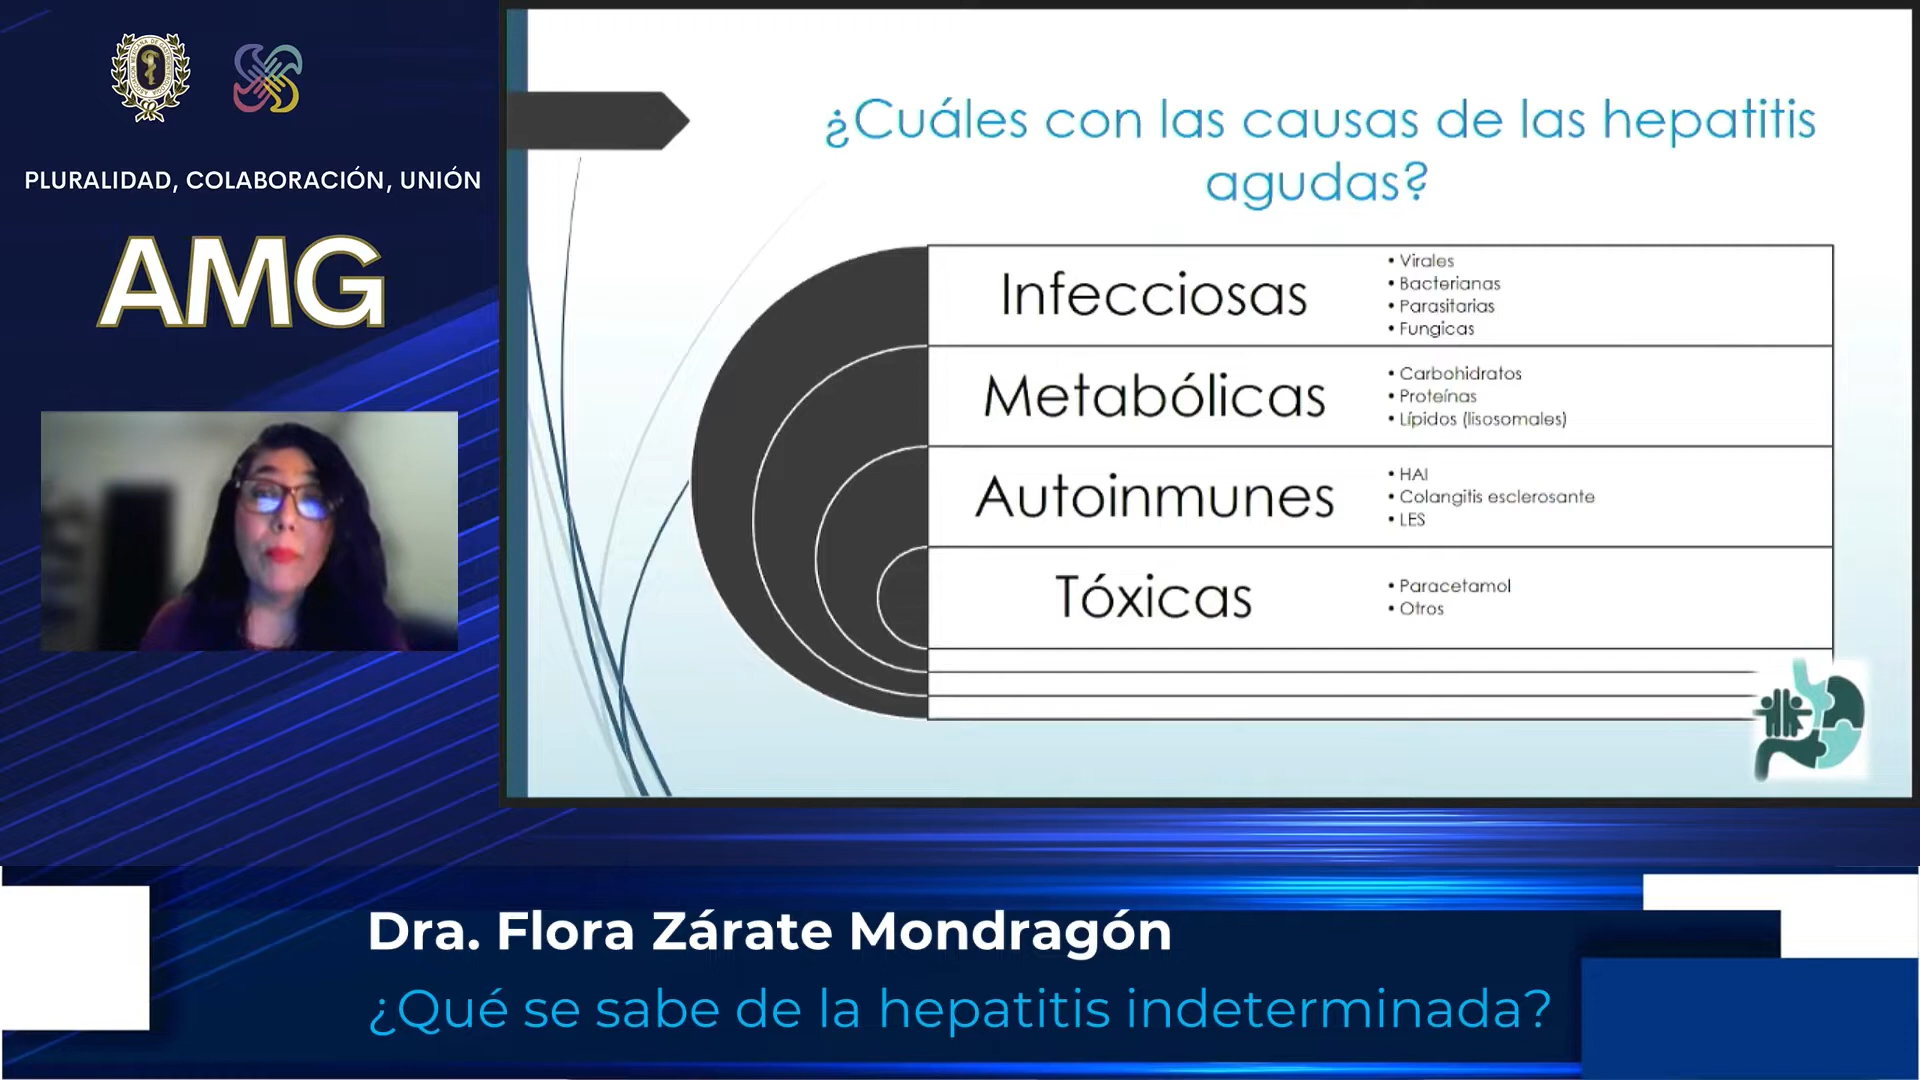 PLURALIDAD, COLABORACIÓN, UNIÓN
AMG
¿Cuáles con las causas de las hepatitis
agudas?
Infecciosas
• Virales
• Bacterianas
• Parasitarias
• Fungicas
Metabólicas
• Carbohidratos
• Proteínas
• Lípidos (lisosomales)
Autoinmunes
• HAI
• Colangitis esclerosante
• LES
Tóxicas
• Paracetamol
• Otros
Dra. Flora Zárate Mondragón
¿Qué se sabe de la hepatitis indeterminada?